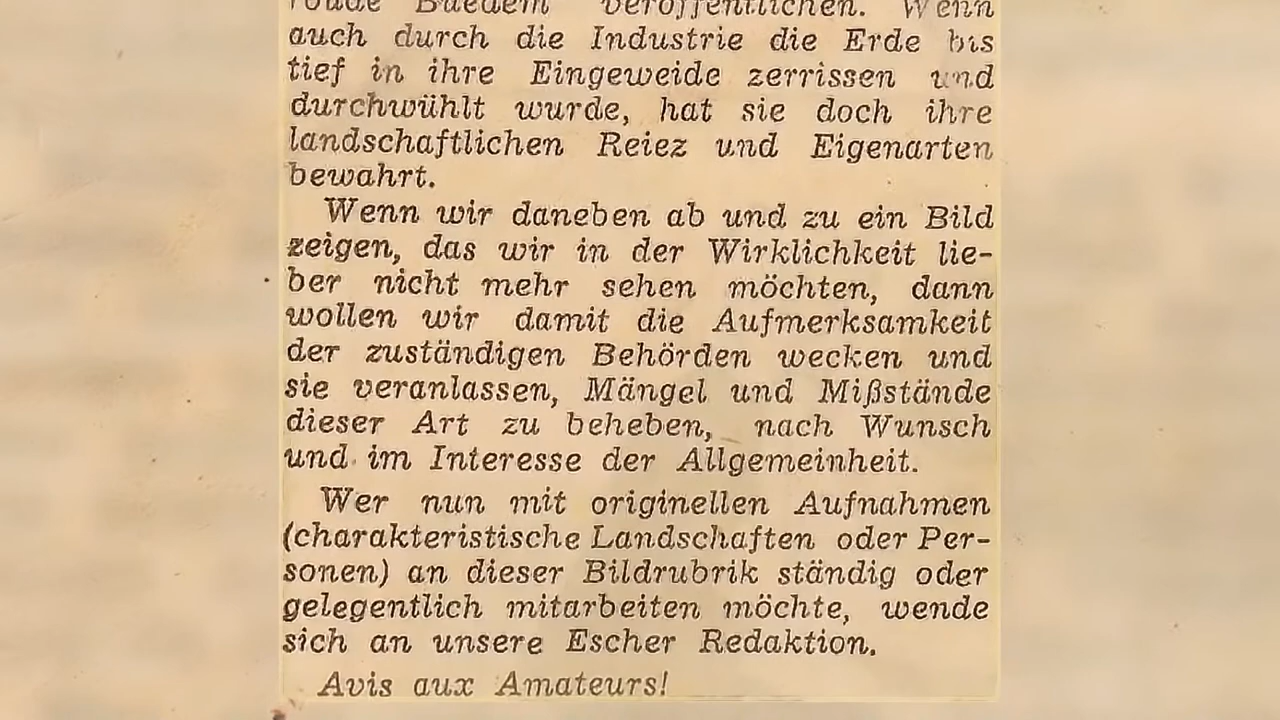 roude Buedem" veröffentlichen. Wenn
auch durch die Industrie die Erde bis
tief in ihre Eingeweide zerrissen und
durchwühlt wurde, hat sie doch ihre
landschaftlichen Reiez und Eigenarten
bewahrt.
Wenn wir daneben ab und zu ein Bild
zeigen, das wir in der Wirklichkeit lie-
ber nicht mehr sehen möchten, dann
wollen wir damit die Aufmerksamkeit
der zuständigen Behörden wecken und
sie veranlassen, Mängel und Mißstände
dieser Art zu beheben, nach Wunsch
und im Interesse der Allgemeinheit.
Wer nun mit originellen Aufnahmen
(charakteristische Landschaften oder Per-
sonen) an dieser Bildrubrik ständig oder
gelegentlich mitarbeiten möchte, wende
sich an unsere Escher Redaktion.
Avis aux Amateurs!